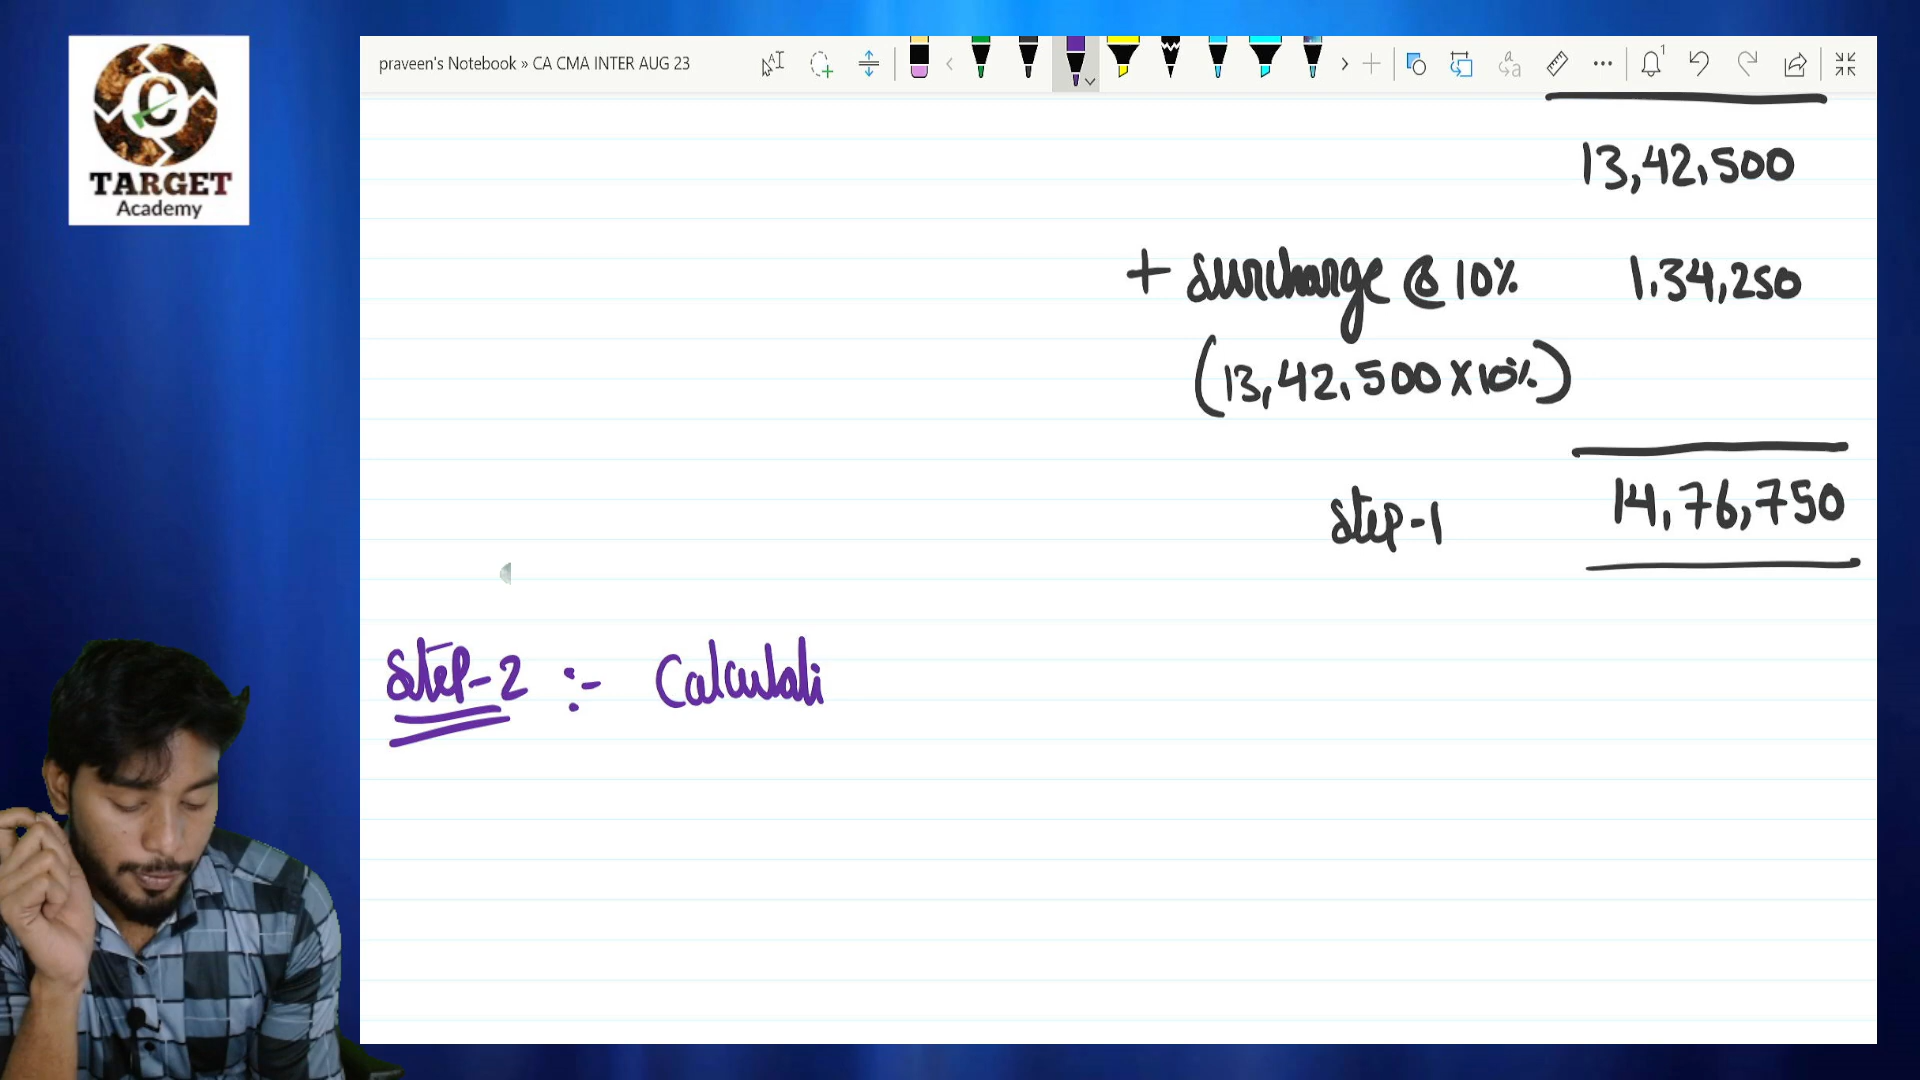 praveen's Notebook » CA CMA INTER AUG 23
C
TARGET
Academy
13,42,500
+ surcharge @ 10% 1.34,250
(13,42,500 X 10%)
Step-1 14,76,750
Step-2 :- Calculati